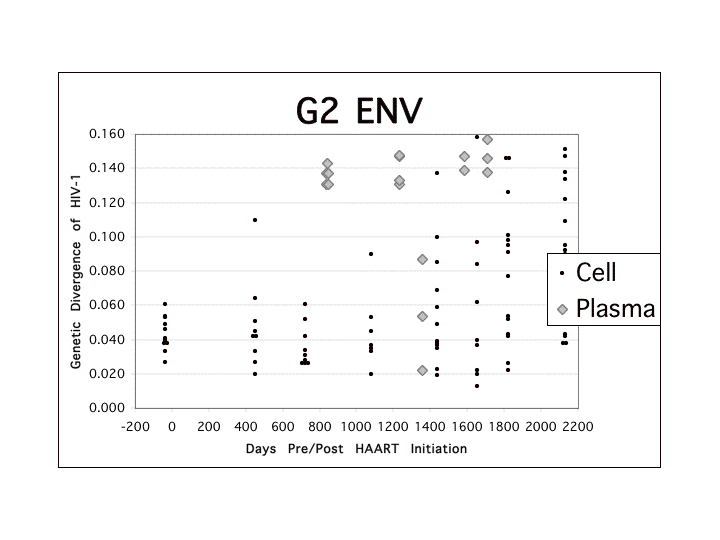 G2 ENV
0.160
0.140
0.120
0.100
0.080
0.060
0.040
0.020
0.000
Genetic Divergence of HIV-1
-200 0 200 400 600 800 1000 1200 1400 1600 1800 2000 2200
Days Pre/Post HAART Initiation
Cell
Plasma